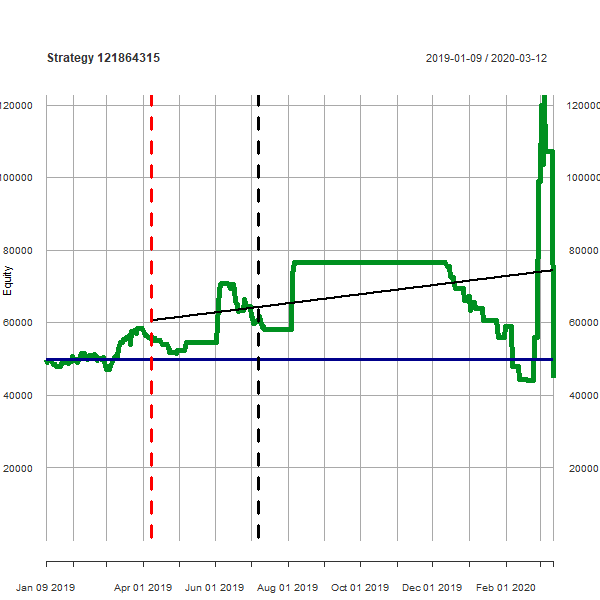 Strategy 121864315 2019-01-09 / 2020-03-12
120000 120000
100000 100000
80000 80000
Equity
60000 60000
40000 40000
20000 20000
Jan 09 2019 Apr 01 2019 Jun 01 2019 Aug 01 2019 Oct 01 2019 Dec 01 2019 Feb 01 2020